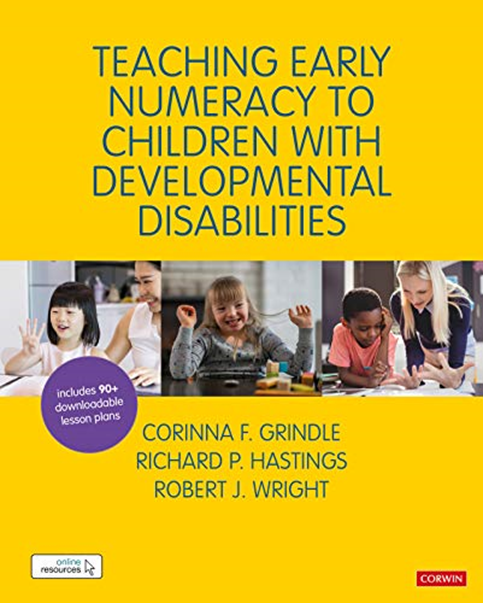 TEACHING EARLY
NUMERACY TO
CHILDREN WITH
DEVELOPMENTAL
DISABILITIES
includes 90+
downloadable
lesson plans
CORINNA F. GRINDLE
RICHARD P. HASTINGS
ROBERT J. WRIGHT
online
resources
CORWIN